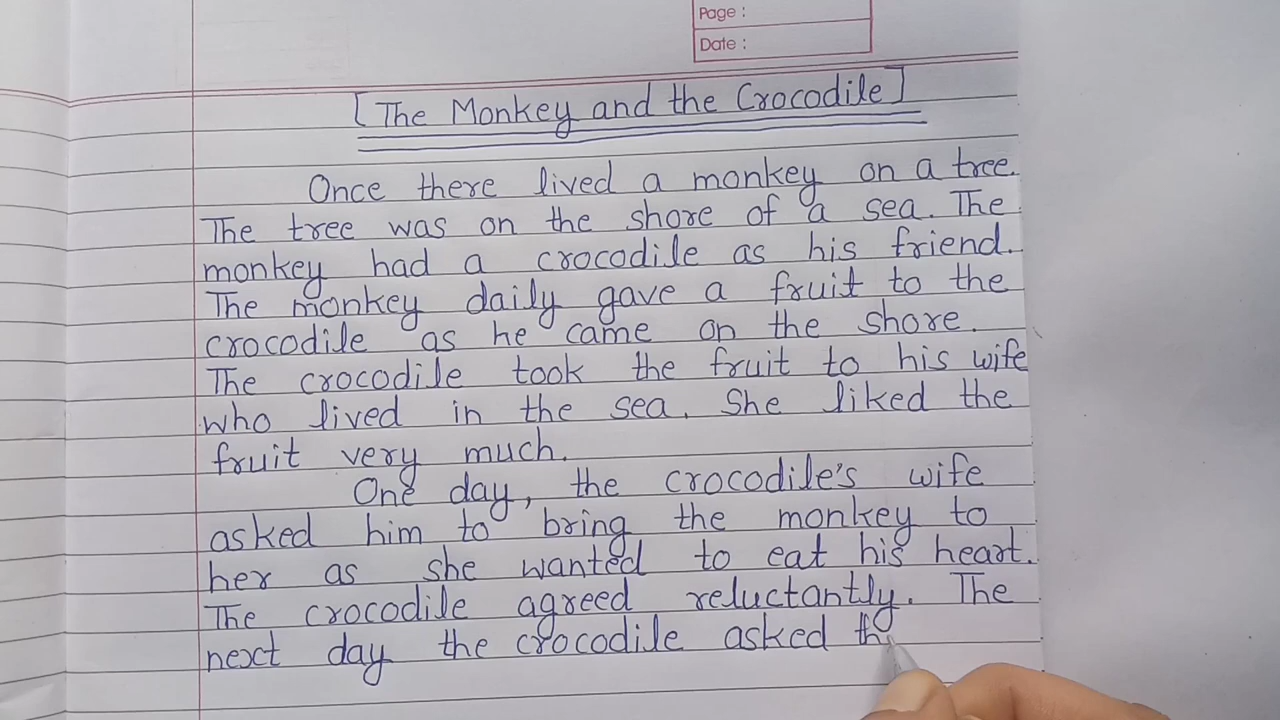 Page :
Date :
[The Monkey and the Crocodile]
Once there lived a monkey on a tree.
The tree was on the shore of a sea. The
monkey had a crocodile as his friend.
The monkey daily gave a fruit to the
crocodile as he came on the shore.
The crocodile took the fruit to his wife
who lived in the sea. She liked the
fruit very much.
One day, the crocodile's wife
asked him to bring the monkey to
her as she wanted to eat his heart.
The crocodile agreed reluctantly. The
next day the crocodile asked th